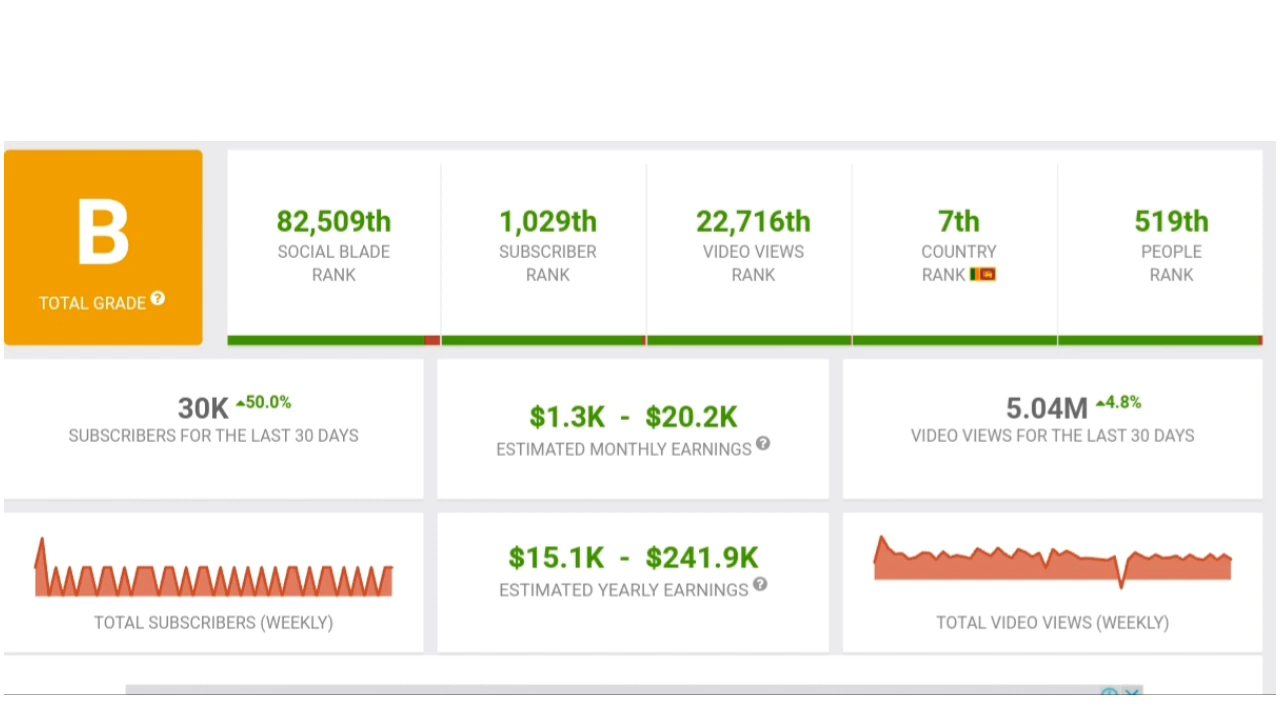 B
TOTAL GRADE ?
82,509th
SOCIAL BLADE
RANK
1,029th
SUBSCRIBER
RANK
22,716th
VIDEO VIEWS
RANK
7th
COUNTRY
RANK
519th
PEOPLE
RANK
30K 50.0%
SUBSCRIBERS FOR THE LAST 30 DAYS
$1.3K - $20.2K
ESTIMATED MONTHLY EARNINGS ?
5.04M 4.8%
VIDEO VIEWS FOR THE LAST 30 DAYS
TOTAL SUBSCRIBERS (WEEKLY)
$15.1K - $241.9K
ESTIMATED YEARLY EARNINGS ?
TOTAL VIDEO VIEWS (WEEKLY)